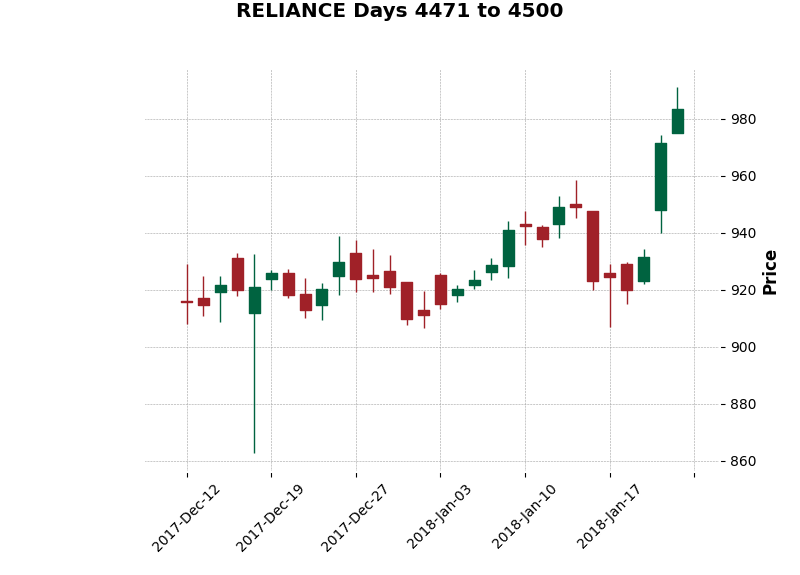 RELIANCE Days 4471 to 4500
980
960
940
920
900
880
860
Price
2017-Dec-12
2017-Dec-19
2017-Dec-27
2018-Jan-03
2018-Jan-10
2018-Jan-17